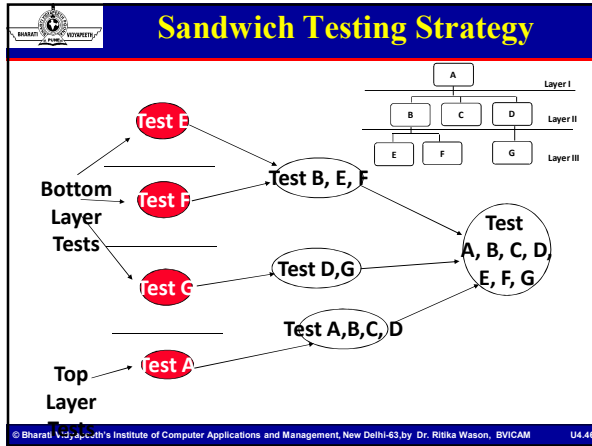 BHARATI
VIDYAPEETH
PUNE
Sandwich Testing Strategy
A
Layer I
B
C
D
Layer II
E
F
G
Layer III
Test E
Test F
Test B, E, F
Bottom
Layer
Tests
Test
A, B, C, D,
E, F, G
Test G
Test D,G
Test A,B,C, D
Test A
Top
Layer
Tests
© Bharati Vidyapeeth's Institute of Computer Applications and Management, New Delhi-63,by Dr. Ritika Wason, BVICAM
U4.46